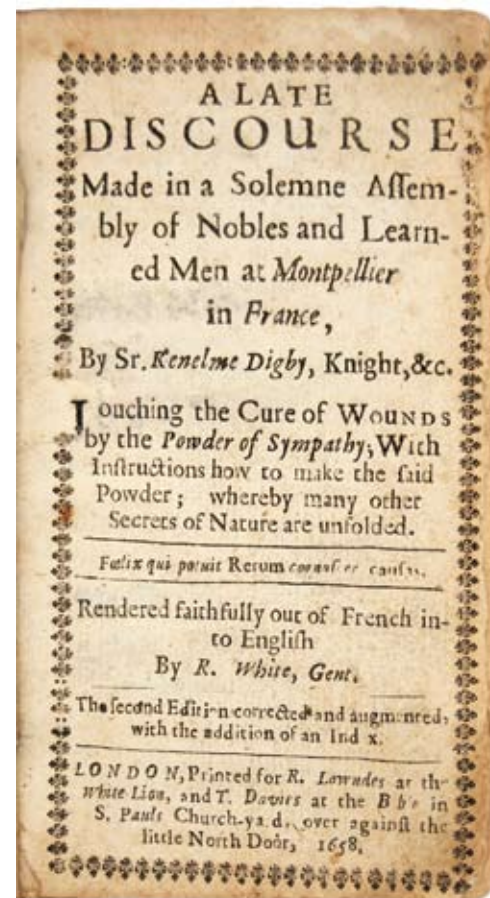 A LATE
DISCOURSE
Made in a Solemne Aſſem-
bly of Nobles and Learn-
ed Men at Montpellier
in France,
By Sr. Kenelme Digby, Knight, &c.
Touching the Cure of WOUNDS
by the Powder of Sympathy; With
Inſtructions how to make the ſaid
Powder; whereby many other
Secrets of Nature are unfolded.
Fœlix qui potuit Rerum cognoſcere cauſas.
Rendered faithfully out of French in-
to Engliſh
By R. White, Gent.
The ſecond Edition corrected and augmented,
with the addition of an Ind x.
LONDON, Printed for R. Lowndes at th
White Lion, and T. Davies at the B b e in
S. Pauls Church-ya d, over againſt the
little North Door, 1658.